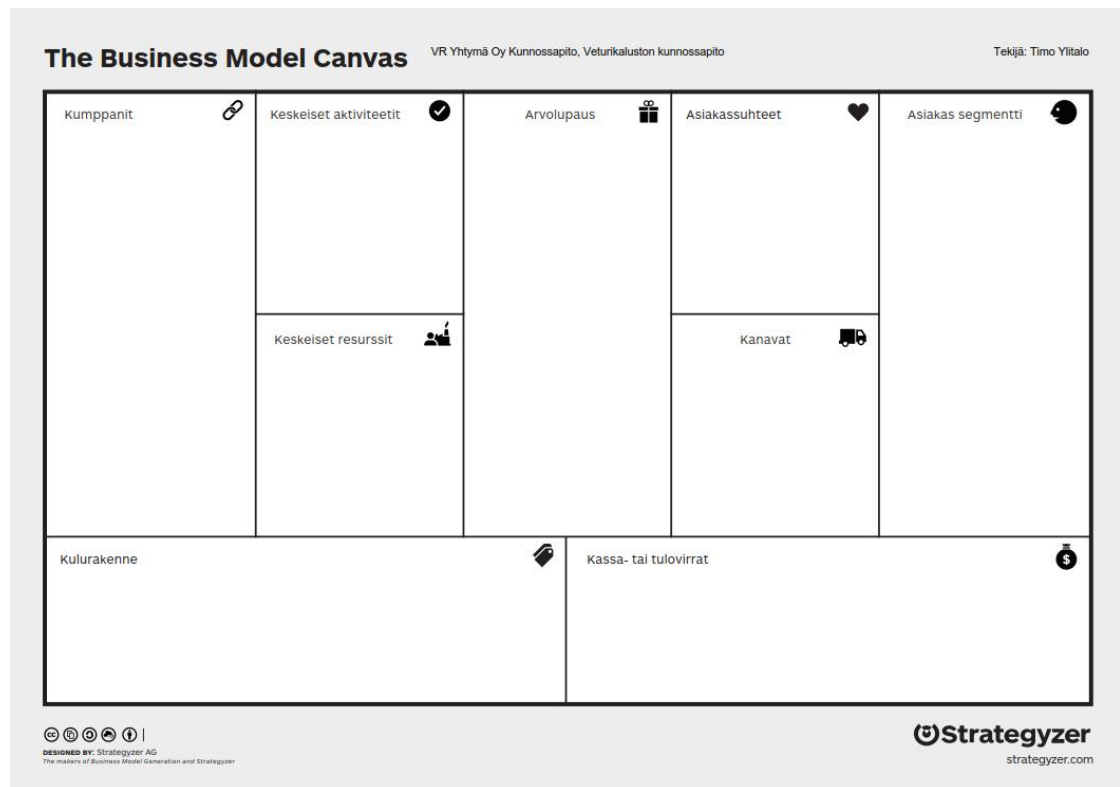 The Business Model Canvas
VR Yhtymä Oy Kunnossapito, Veturikaluston kunnossapito
Tekijä: Timo Ylitalo
Kumppanit
Keskeiset aktiviteetit
Arvolupaus
Asiakassuhteet
Asiakas segmentti
Keskeiset resurssit
Kanavat
Kulurakenne
Kassa- tai tulovirrat
$
cc
DESIGNED BY: Strategyzer AG
The makers of Business Model Generation and Strategyzer
Strategyzer
strategyzer.com